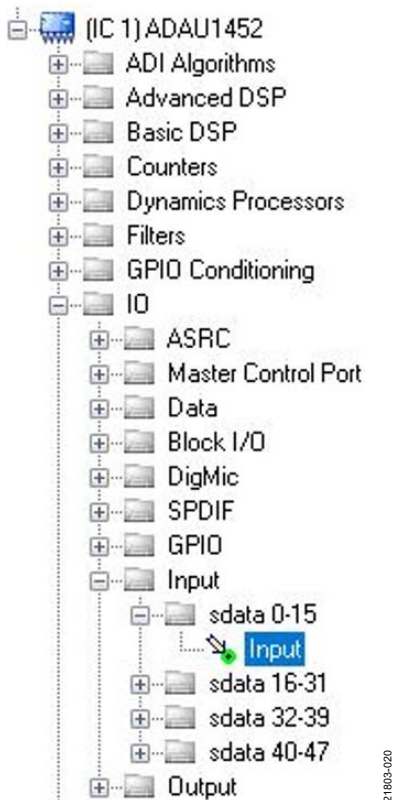 (IC 1) ADAU1452
ADI Algorithms
Advanced DSP
Basic DSP
Counters
Dynamics Processors
Filters
GPIO Conditioning
IO
ASRC
Master Control Port
Data
Block I/O
DigMic
SPDIF
GPIO
Input
sdata 0-15
Input
sdata 16-31
sdata 32-39
sdata 40-47
Output
21803-020